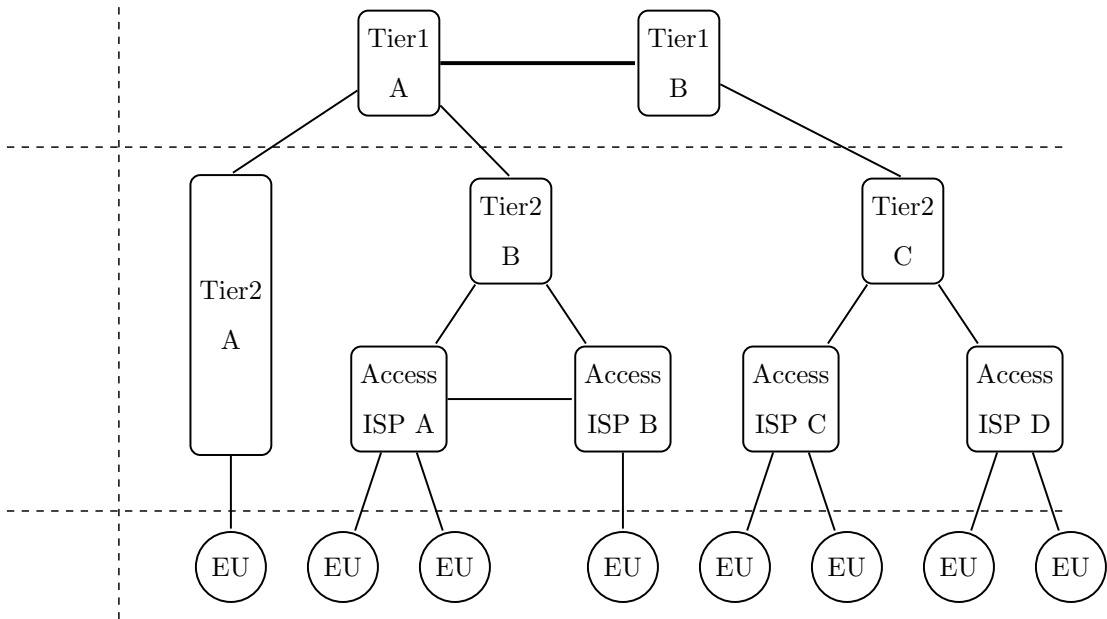 Tier1
A
Tier1
B
Tier2
A
Tier2
B
Tier2
C
Access
ISP A
Access
ISP B
Access
ISP C
Access
ISP D
EU
EU
EU
EU
EU
EU
EU
EU